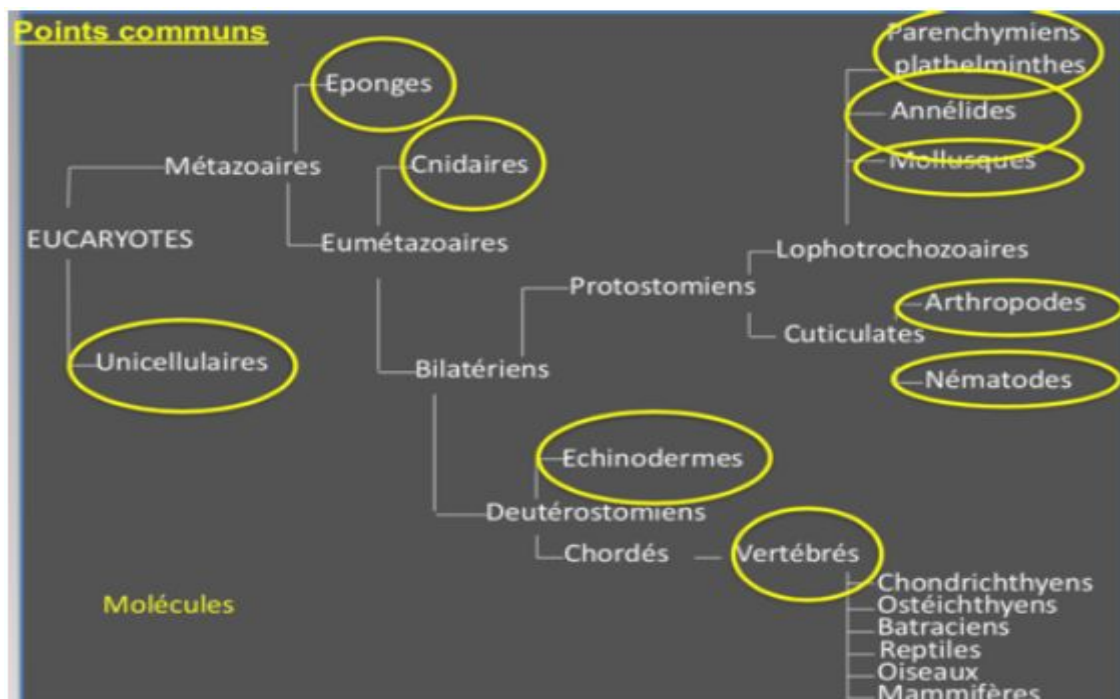 Points communs
Parenchymiens
plathelminthes
Eponges
Annélides
Métazoaires
Cnidaires
Mollusques
EUCARYOTES
Eumétazoaires
Lophotrochozoaires
Protostomiens
Arthropodes
Cuticulates
Unicellulaires
Bilatériens
Nématodes
Echinodermes
Deutérostomiens
Chordés
Vertébrés
Chondrichthyens
Molécules
Ostéichthyens
Batraciens
Reptiles
Oiseaux
Mammifères